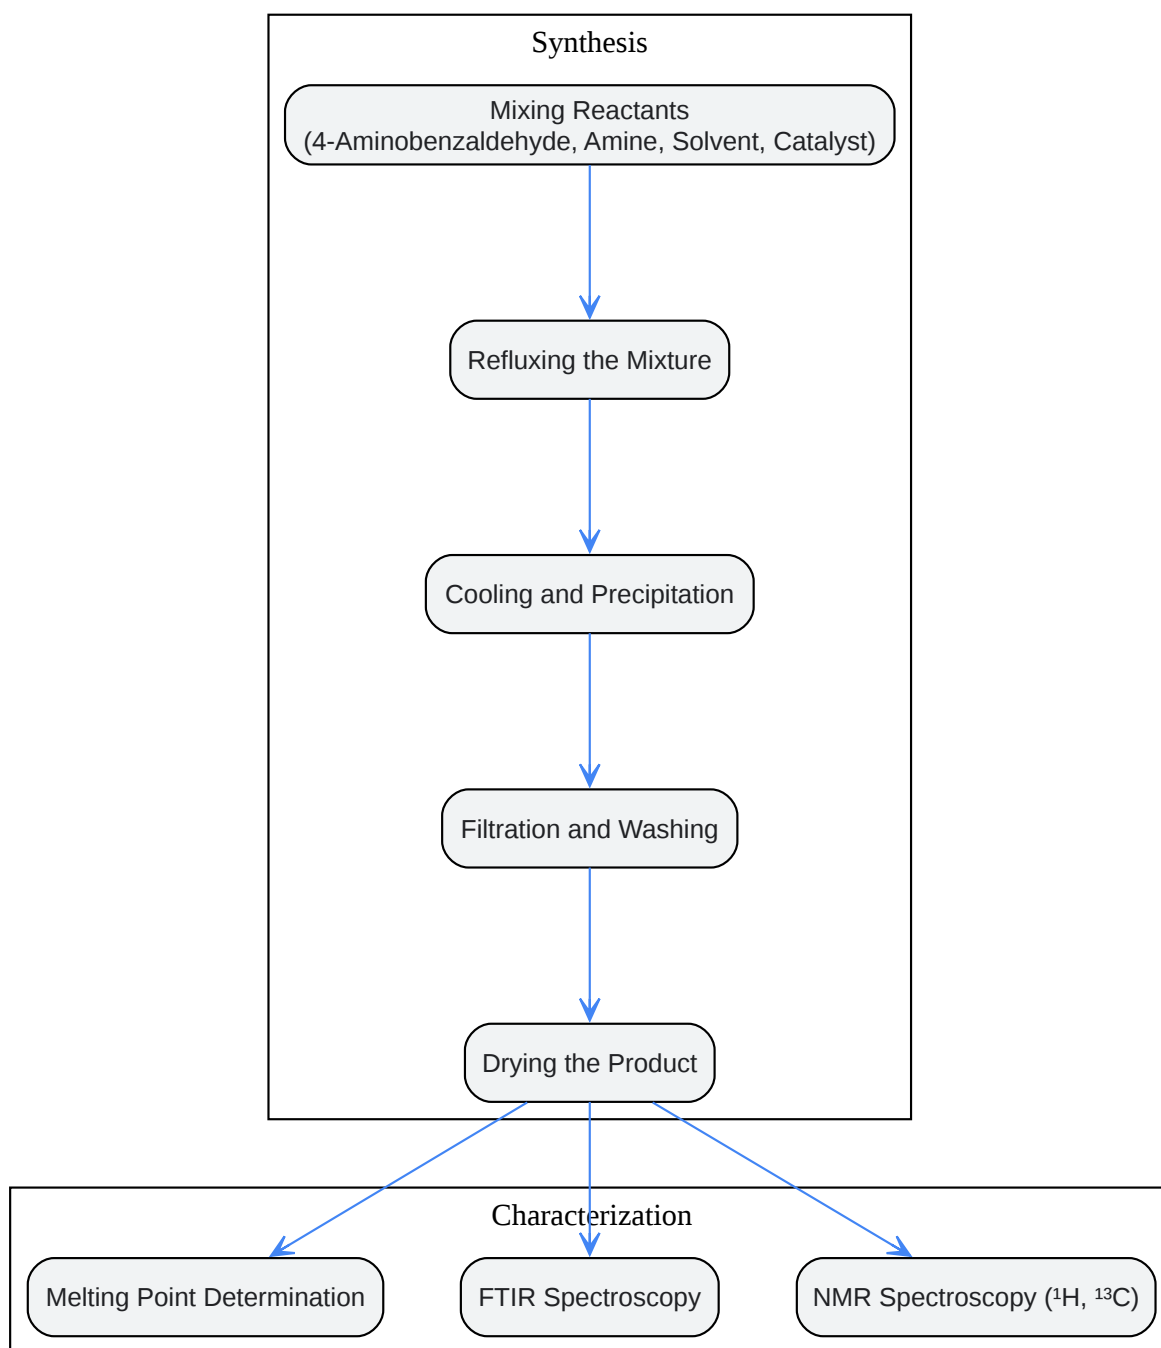 Synthesis
Mixing Reactants
(4-Aminobenzaldehyde, Amine, Solvent, Catalyst)
Refluxing the Mixture
Cooling and Precipitation
Filtration and Washing
Drying the Product
Characterization
Melting Point Determination
FTIR Spectroscopy
NMR Spectroscopy (¹H, ¹³C)